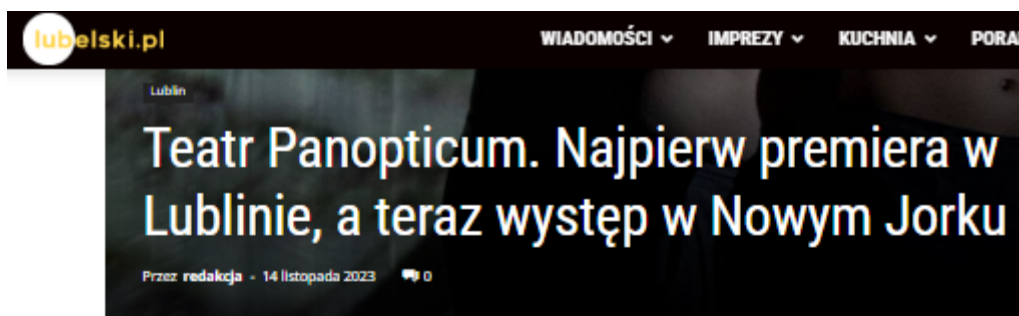 lubelski.pl
WIADOMOŚCI IMPREZY KUCHNIA
Lublin
Teatr Panopticum. Najpierw premiera w
Lublinie, a teraz występ w Nowym Jorku
Przez redakcja - 14 listopada 2023 0